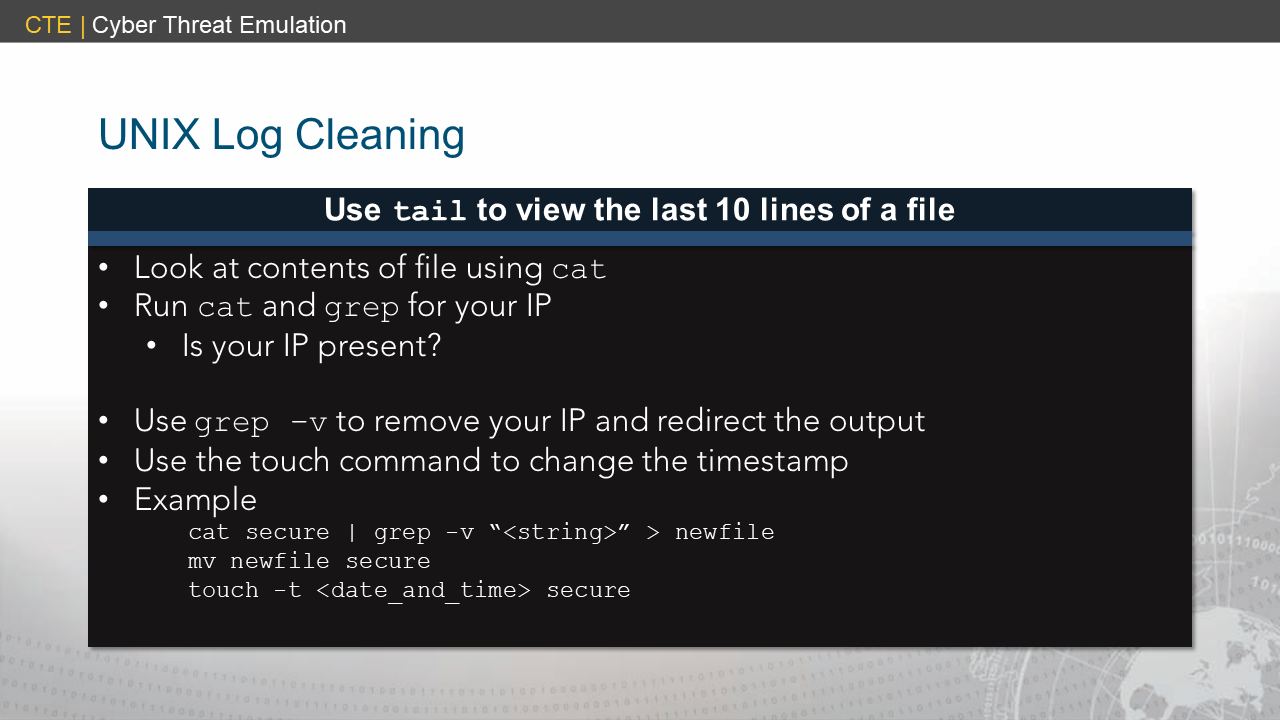 CTE | Cyber Threat Emulation
UNIX Log Cleaning
Use tail to view the last 10 lines of a file
• Look at contents of file using cat
• Run cat and grep for your IP
• Is your IP present?
• Use grep -v to remove your IP and redirect the output
• Use the touch command to change the timestamp
• Example
cat secure | grep -v “<string>” > newfile
mv newfile secure
touch -t <date_and_time> secure